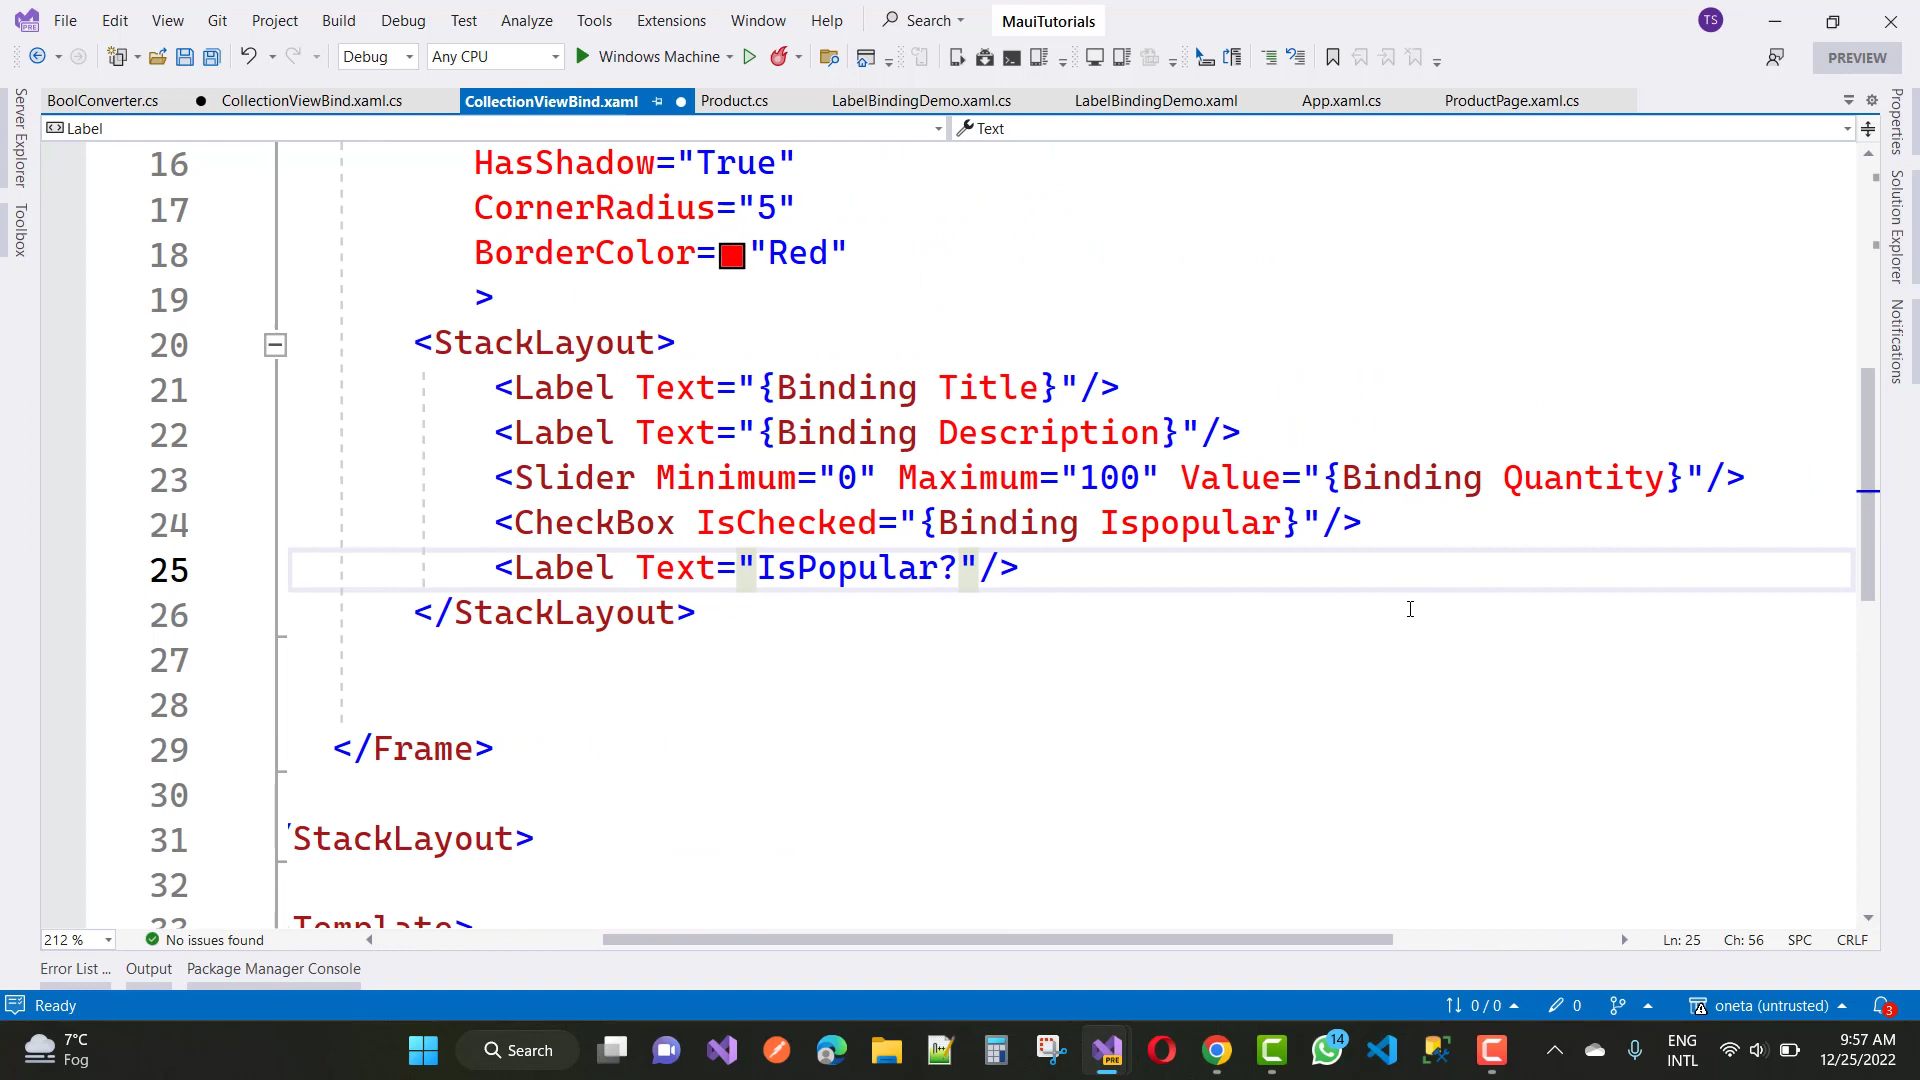 File Edit View Git Project Build Debug Test Analyze Tools Extensions Window Help Search MauiTutorials TS
Debug Any CPU Windows Machine PREVIEW
BoolConverter.cs CollectionViewBind.xaml.cs CollectionViewBind.xaml Product.cs LabelBindingDemo.xaml.cs LabelBindingDemo.xaml App.xaml.cs ProductPage.xaml.cs
Label Text
Server Explorer
Toolbox
Properties
Solution Explorer
Notifications
16 HasShadow="True"
17 CornerRadius="5"
18 BorderColor="Red"
19 >
20 <StackLayout>
21 <Label Text="{Binding Title}"/>
22 <Label Text="{Binding Description}"/>
23 <Slider Minimum="0" Maximum="100" Value="{Binding Quantity}"/>
24 <CheckBox IsChecked="{Binding Ispopular}"/>
25 <Label Text="IsPopular?"/>
26 </StackLayout>
27
28
29 </Frame>
30
31 /StackLayout>
32
33 Template>
212 % No issues found Ln: 25 Ch: 56 SPC CRLF
Error List ... Output Package Manager Console
Ready 0 / 0 0 oneta (untrusted) 3
7°C
Fog
Search
PRE
14
ENG
INTL
9:57 AM
12/25/2022